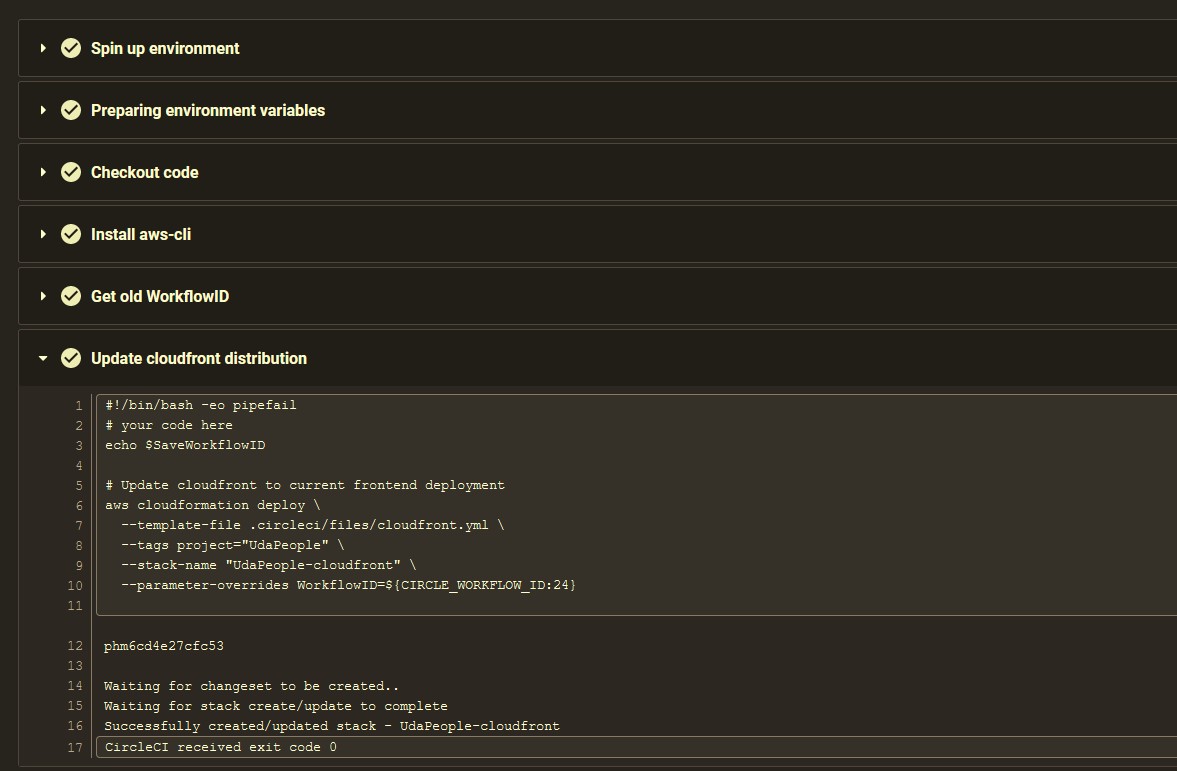 Spin up environment
Preparing environment variables
Checkout code
Install aws-cli
Get old WorkflowID
Update cloudfront distribution
1 #!/bin/bash -eo pipefail
2 # your code here
3 echo $SaveWorkflowID
4
5 # Update cloudfront to current frontend deployment
6 aws cloudformation deploy \
7 --template-file .circleci/files/cloudfront.yml \
8 --tags project="UdaPeople" \
9 --stack-name "UdaPeople-cloudfront" \
10 --parameter-overrides WorkflowID=${CIRCLE_WORKFLOW_ID:24}
11
12 phm6cd4e27cfc53
13
14 Waiting for changeset to be created..
15 Waiting for stack create/update to complete
16 Successfully created/updated stack - UdaPeople-cloudfront
17 CircleCI received exit code 0